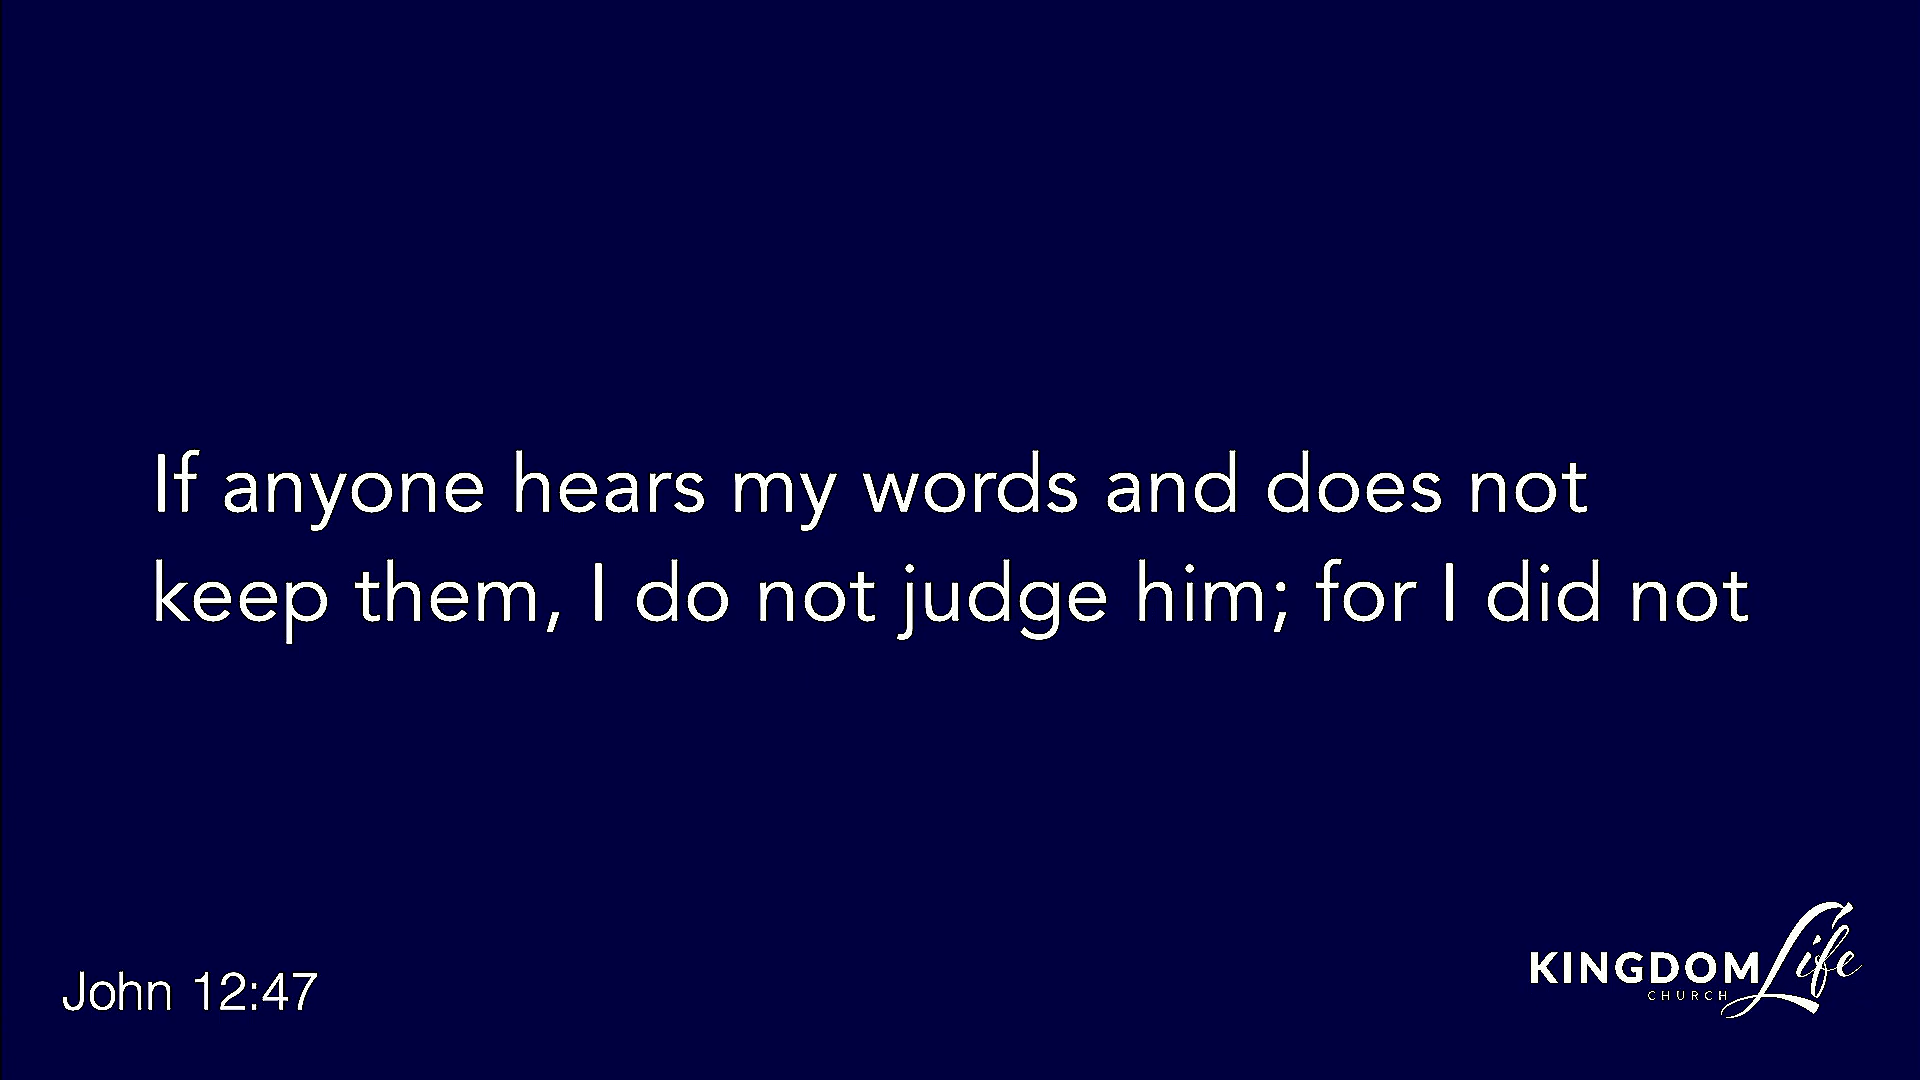 If anyone hears my words and does not
keep them, I do not judge him; for I did not
John 12:47
KINGDOM Life
CHURCH